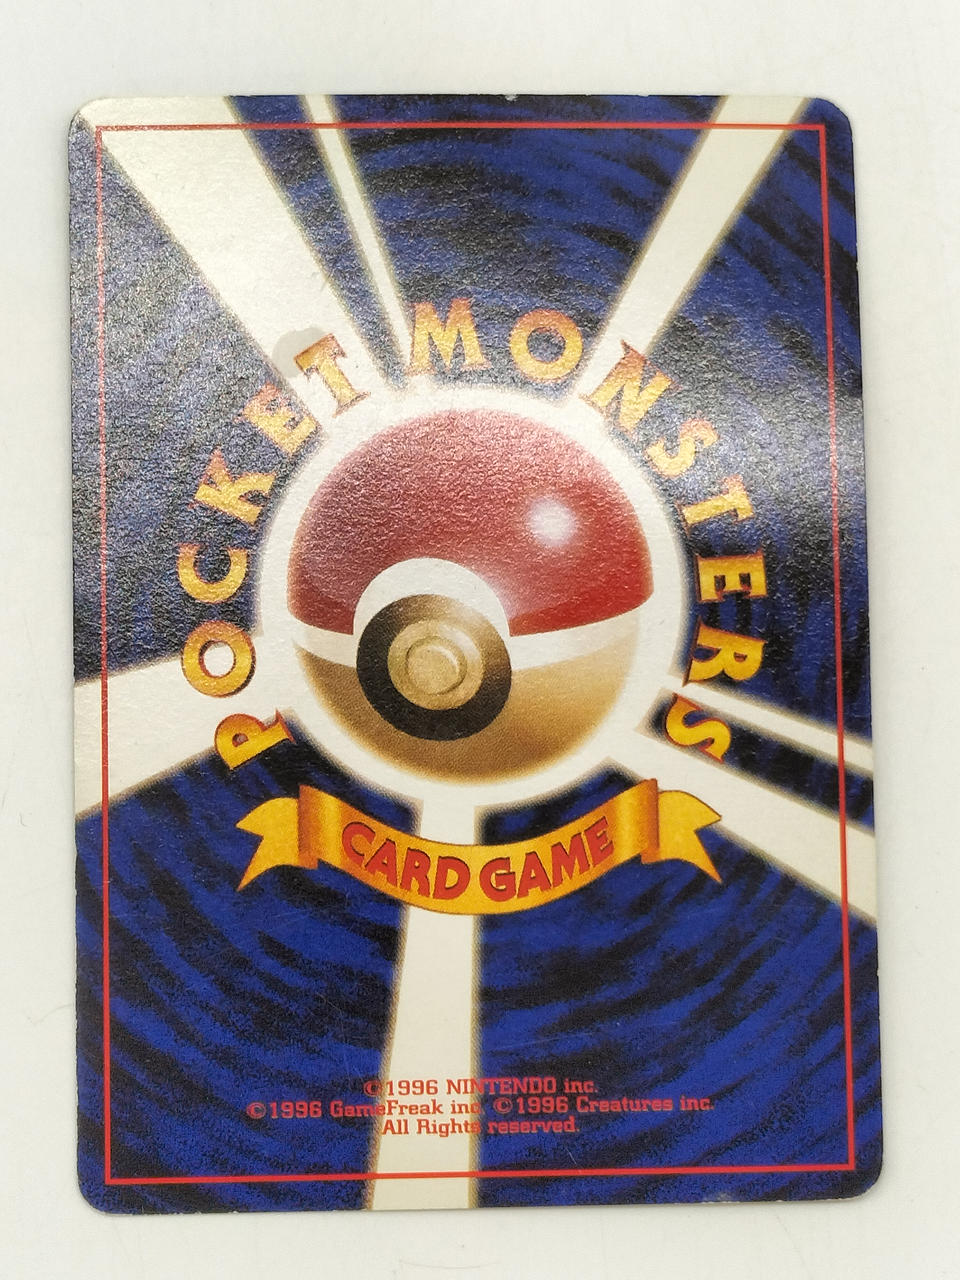 POCKET MONSTERS
CARD GAME
©1996 NINTENDO inc.
©1996 GameFreak inc. ©1996 Creatures inc.
All Rights reserved.